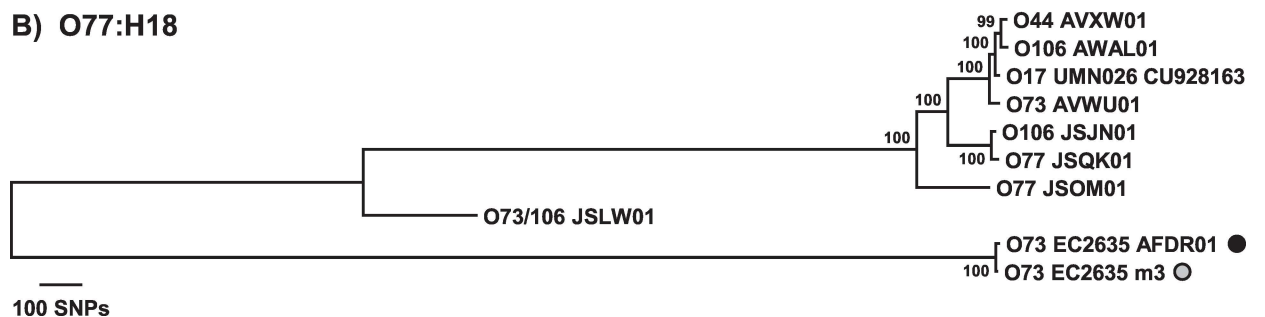 B) O77:H18
99 O44 AVXW01
100 O106 AWAL01
100 O17 UMN026 CU928163
100 O73 AVWU01
100 O106 JSJN01
100 O77 JSQK01
O77 JSOM01
O73/106 JSLW01
O73 EC2635 AFDR01
100 O73 EC2635 m3
100 SNPs